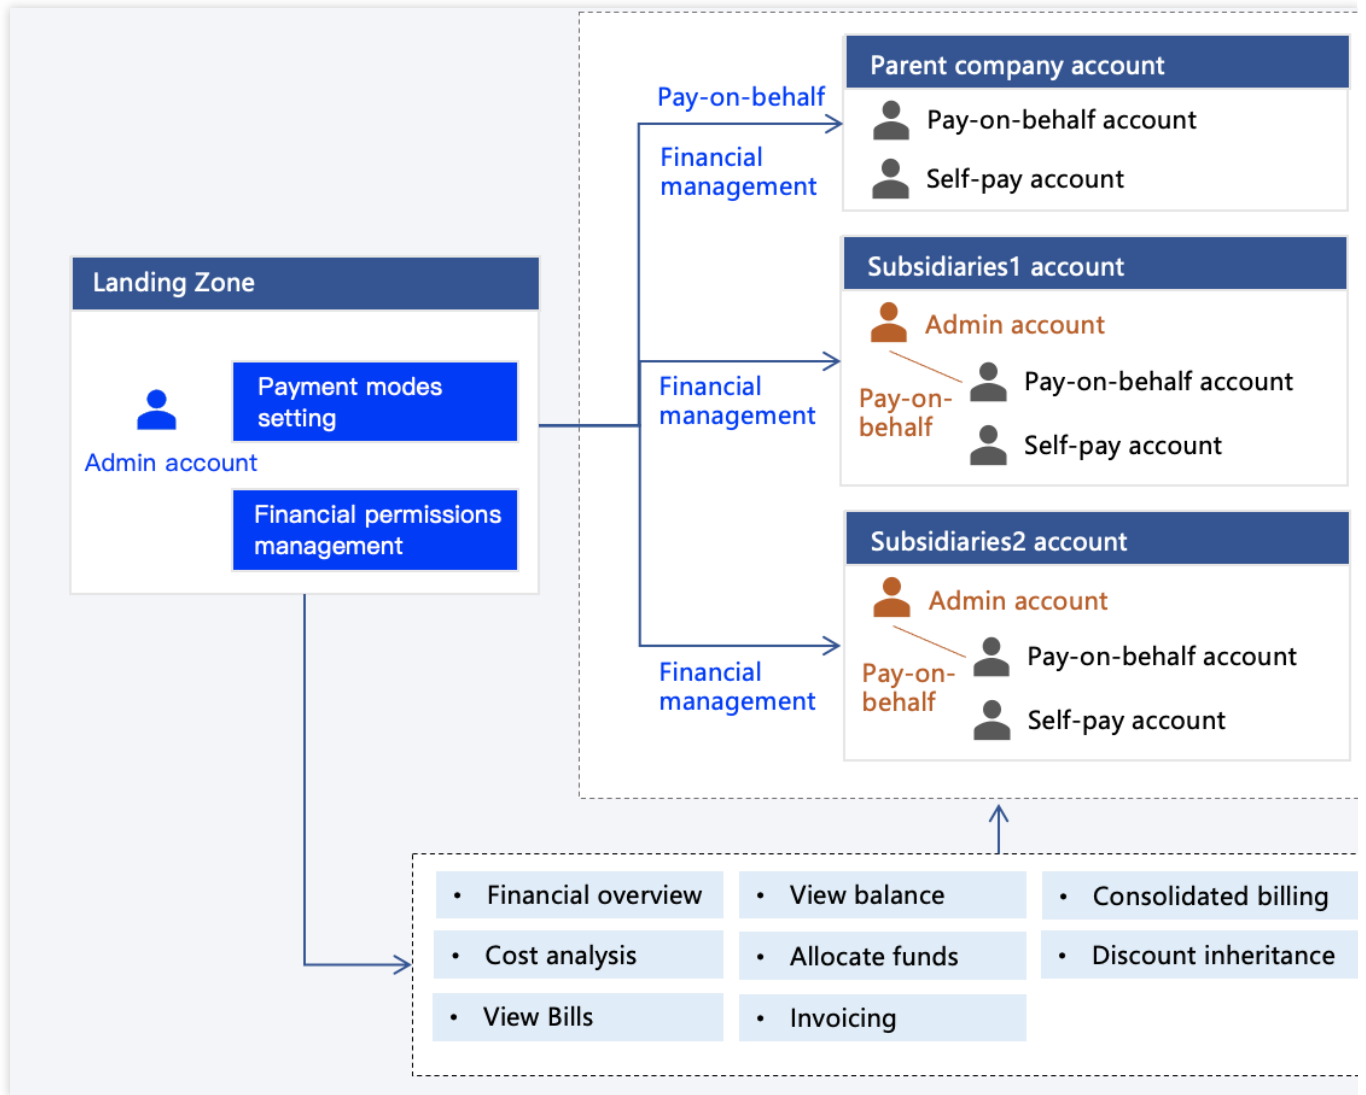 Pay-on-behalf
Financial
management
Parent company account
Pay-on-behalf account
Self-pay account
Landing Zone
Admin account
Payment modes
setting
Financial permissions
management
Financial
management
Subsidiaries1 account
Admin account
Pay-on-
behalf
Pay-on-behalf account
Self-pay account
Financial
management
Subsidiaries2 account
Admin account
Pay-on-
behalf
Pay-on-behalf account
Self-pay account
• Financial overview
• View balance
• Consolidated billing
• Cost analysis
• Allocate funds
• Discount inheritance
• View Bills
• Invoicing